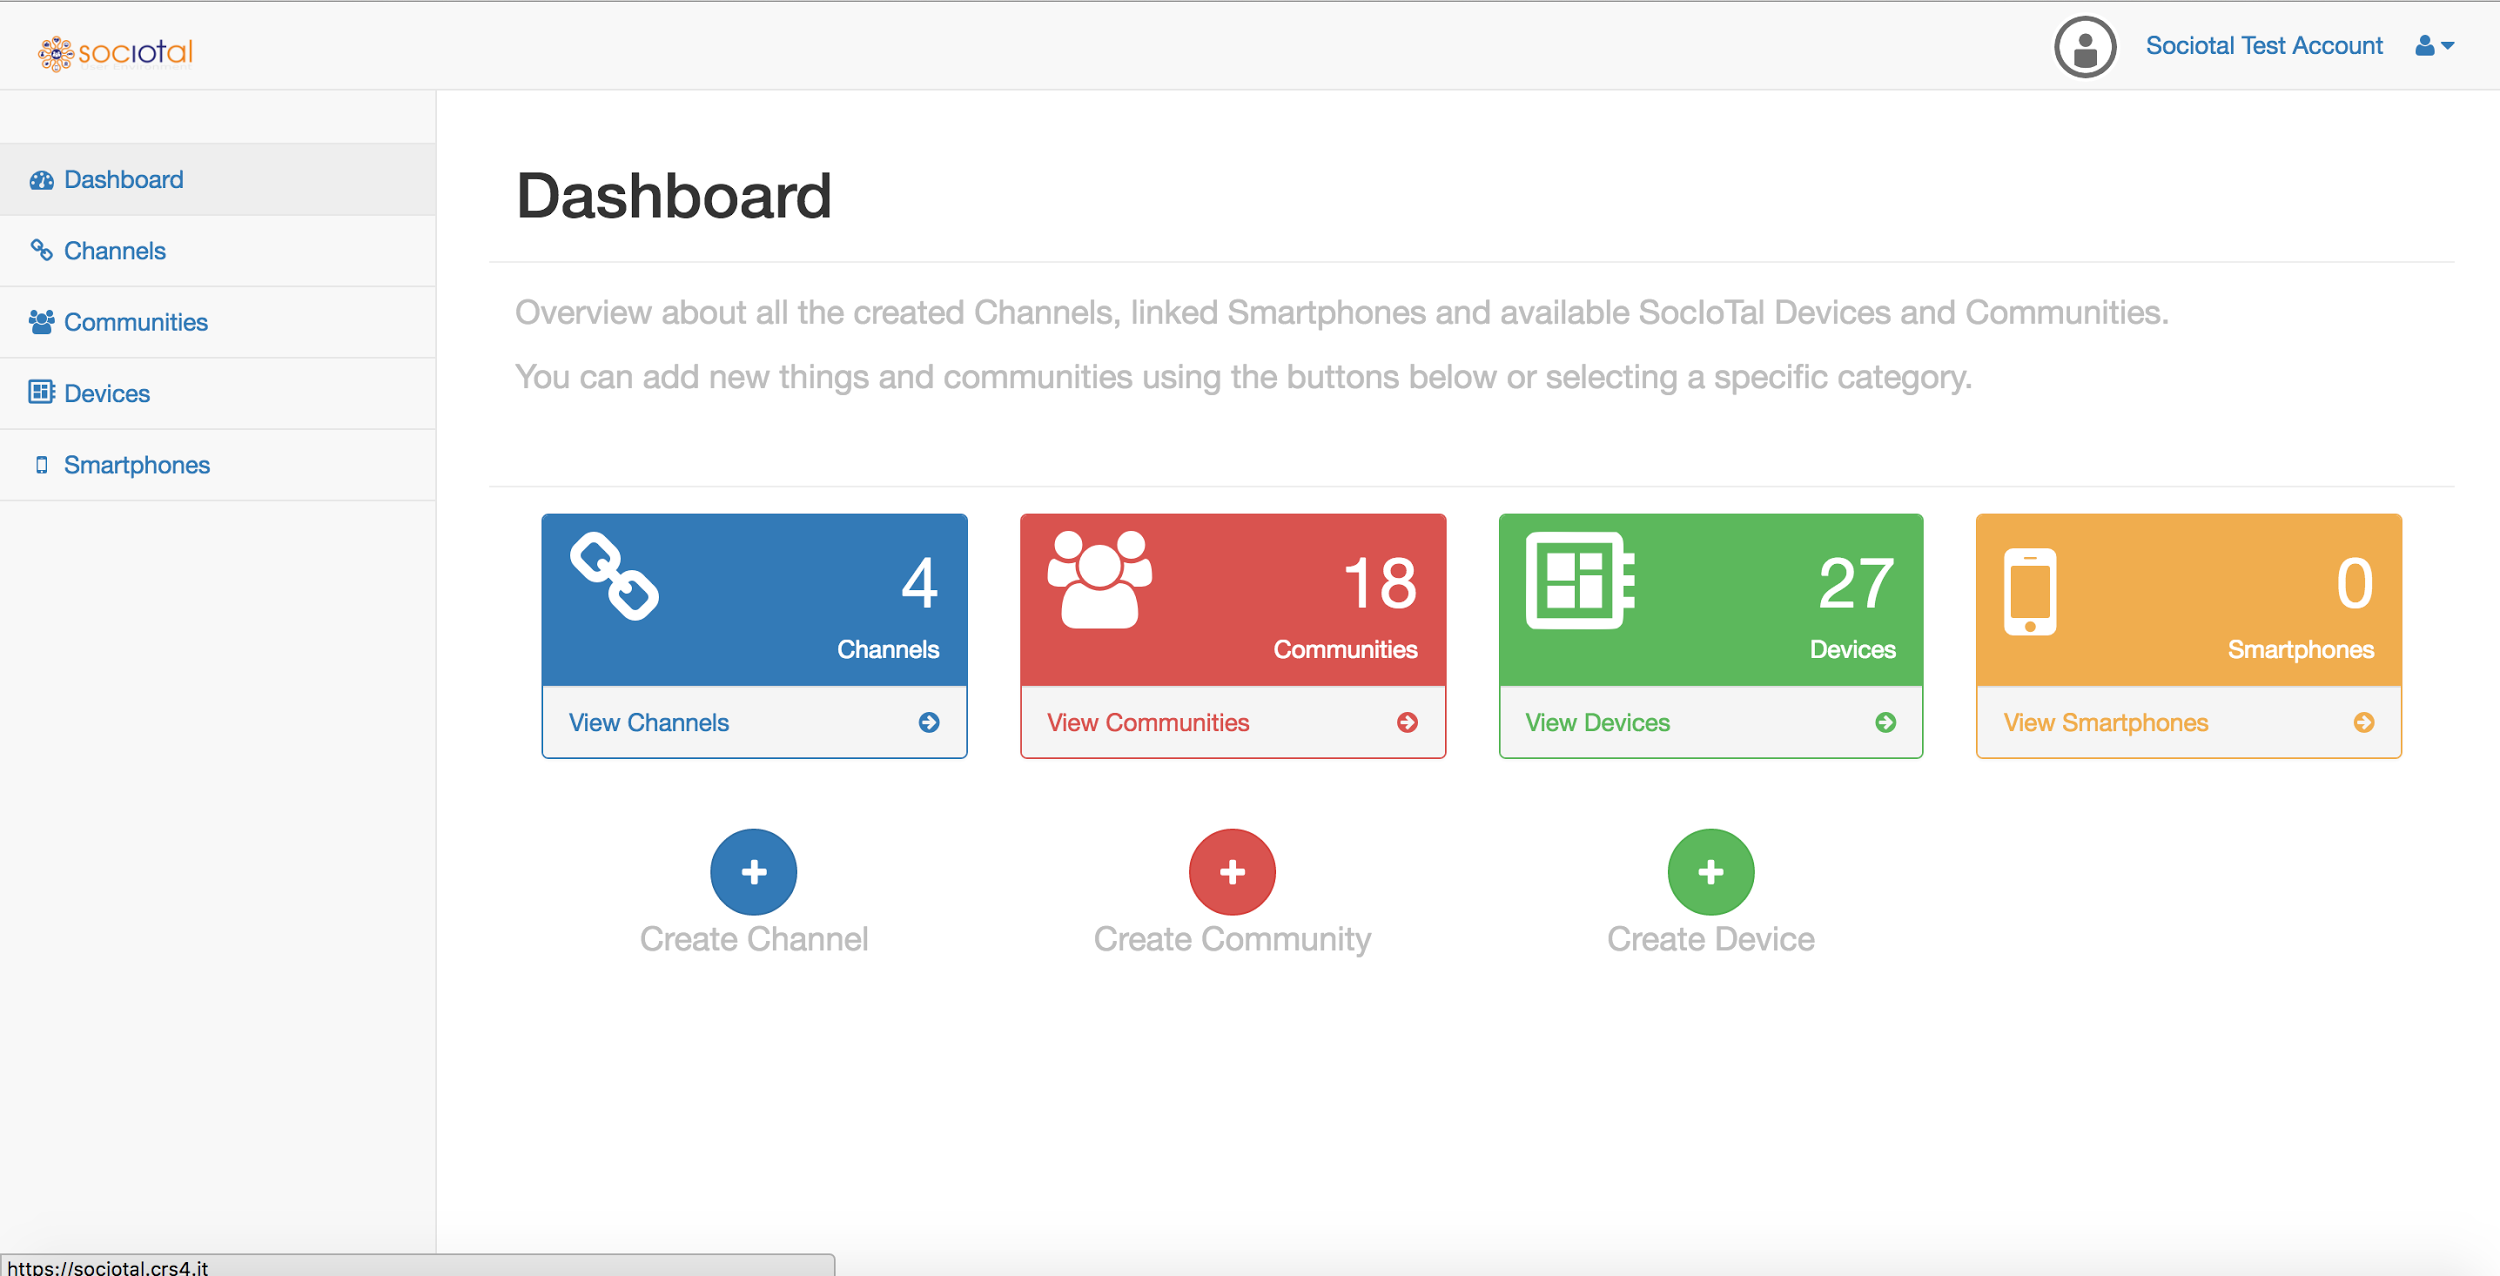 sociotal
User Environment
Sociotal Test Account
Dashboard
Channels
Communities
Devices
Smartphones
Dashboard
Overview about all the created Channels, linked Smartphones and available SocIoTal Devices and Communities.
You can add new things and communities using the buttons below or selecting a specific category.
4
Channels
View Channels
18
Communities
View Communities
27
Devices
View Devices
0
Smartphones
View Smartphones
Create Channel
Create Community
Create Device
https://sociotal.crs4.it